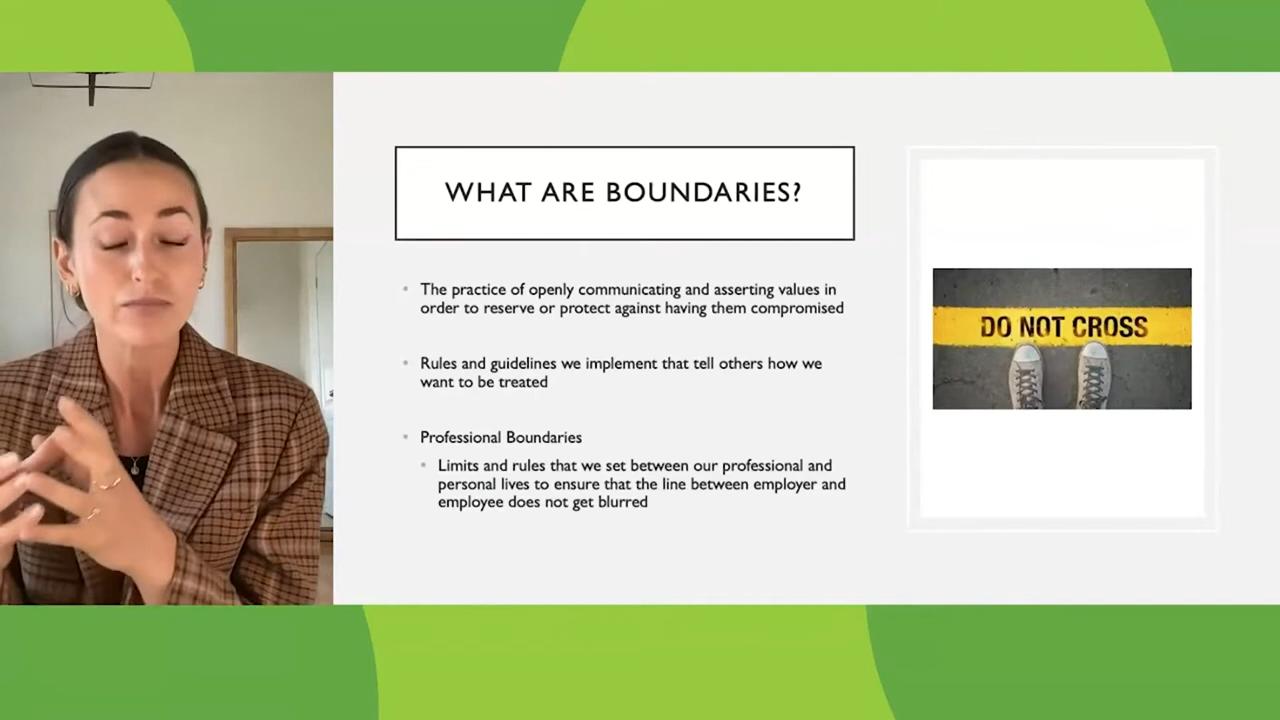 WHAT ARE BOUNDARIES?
The practice of openly communicating and asserting values in
order to reserve or protect against having them compromised
Rules and guidelines we implement that tell others how we
want to be treated
Professional Boundaries
Limits and rules that we set between our professional and
personal lives to ensure that the line between employer and
employee does not get blurred
DO NOT CROSS